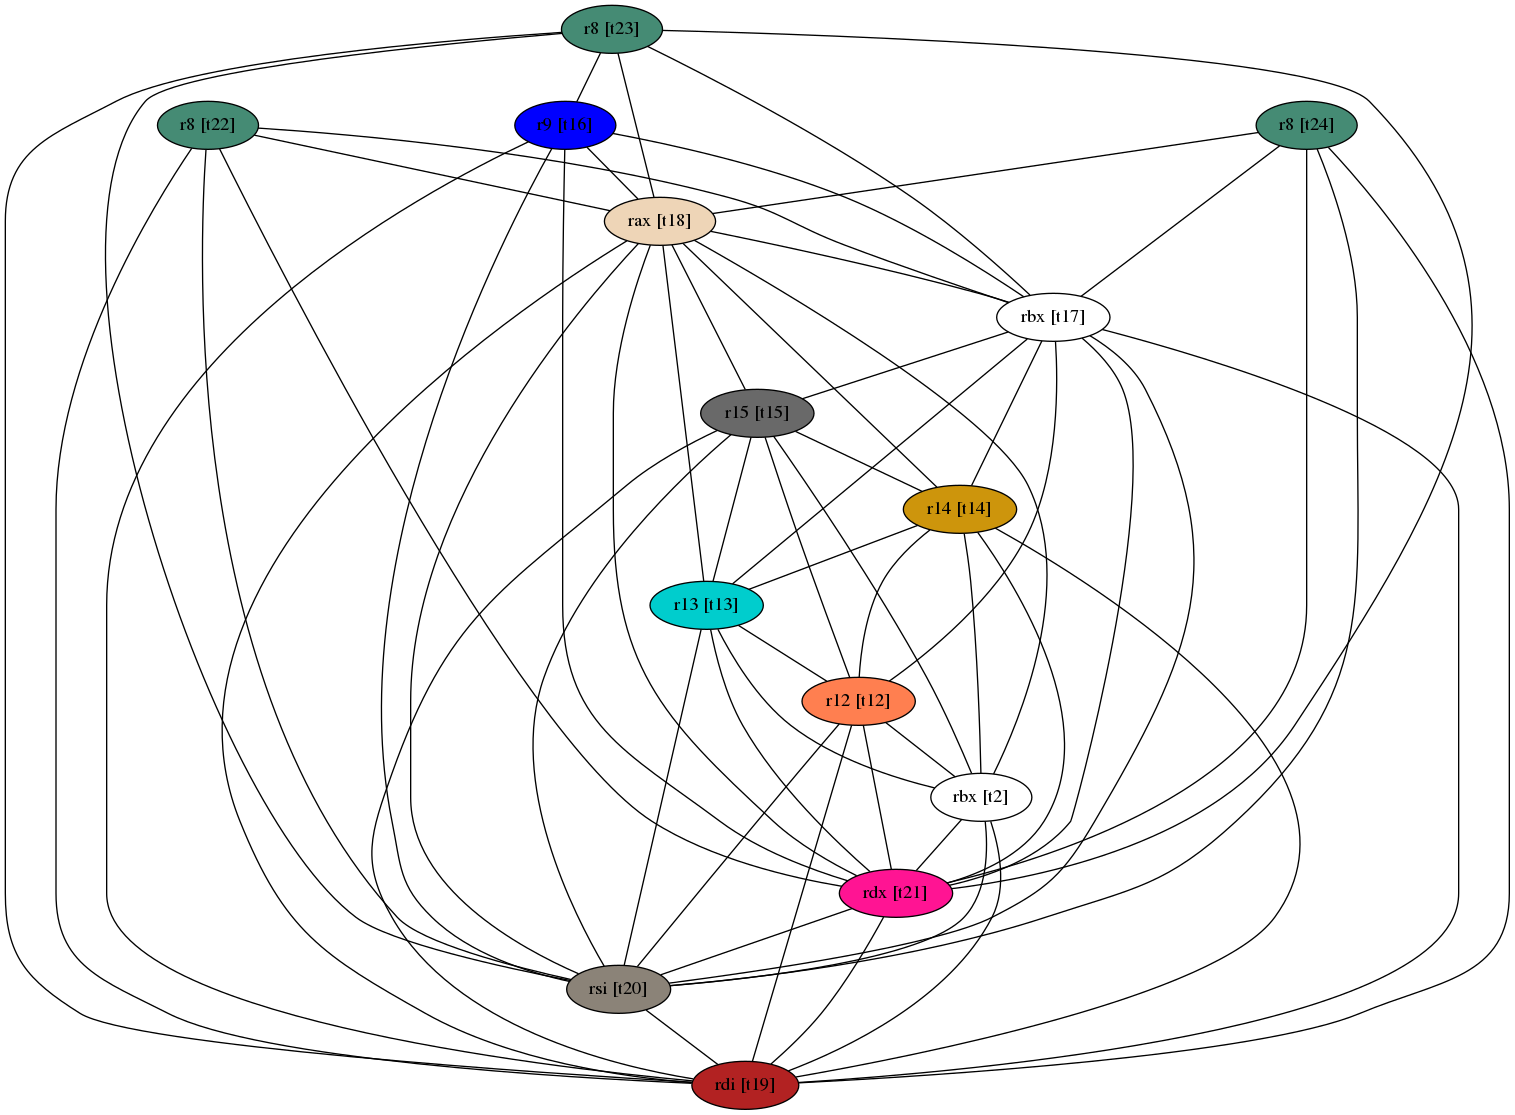 r8 [t23]
r8 [t22]
r9 [t16]
r8 [t24]
rax [t18]
rbx [t17]
r15 [t15]
r14 [t14]
r13 [t13]
r12 [t12]
rbx [t2]
rdx [t21]
rsi [t20]
rdi [t19]